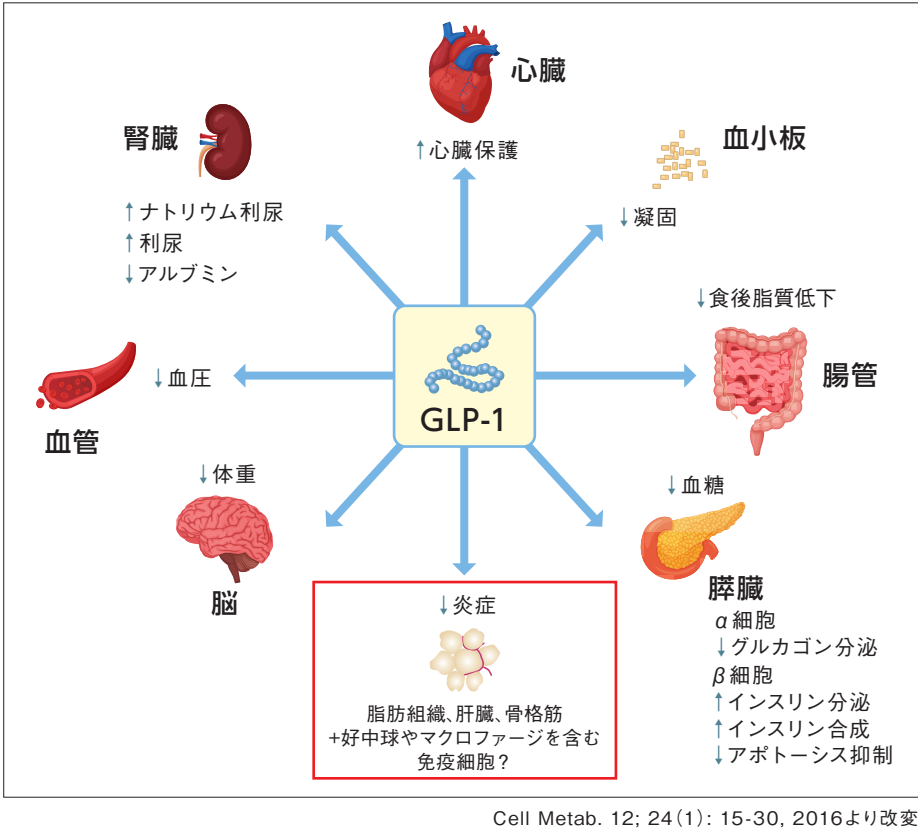 心臓
↑心臓保護
腎臓
↑ナトリウム利尿
↑利尿
↓アルブミン
血小板
↓凝固
↓食後脂質低下
腸管
GLP-1
↓血圧
血管
↓体重
脳
↓血糖
膵臓
α細胞
↓グルカゴン分泌
β細胞
↑インスリン分泌
↑インスリン合成
↓アポトーシス抑制
↓炎症
脂肪組織、肝臓、骨格筋
+好中球やマクロファージを含む
免疫細胞?
Cell Metab. 12; 24(1): 15-30, 2016より改変